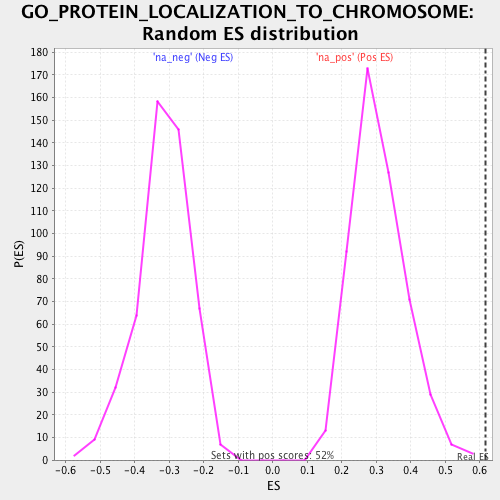 GO_PROTEIN_LOCALIZATION_TO_CHROMOSOME:
Random ES distribution
'na_neg' (Neg ES)
'na_pos' (Pos ES)
180
170
160
150
140
130
120
110
100
90
80
70
60
50
40
30
20
10
0
P(ES)
Sets with pos scores: 52%
Real ES
-0.6 -0.5 -0.4 -0.3 -0.2 -0.1 0.0 0.1 0.2 0.3 0.4 0.5 0.6
ES